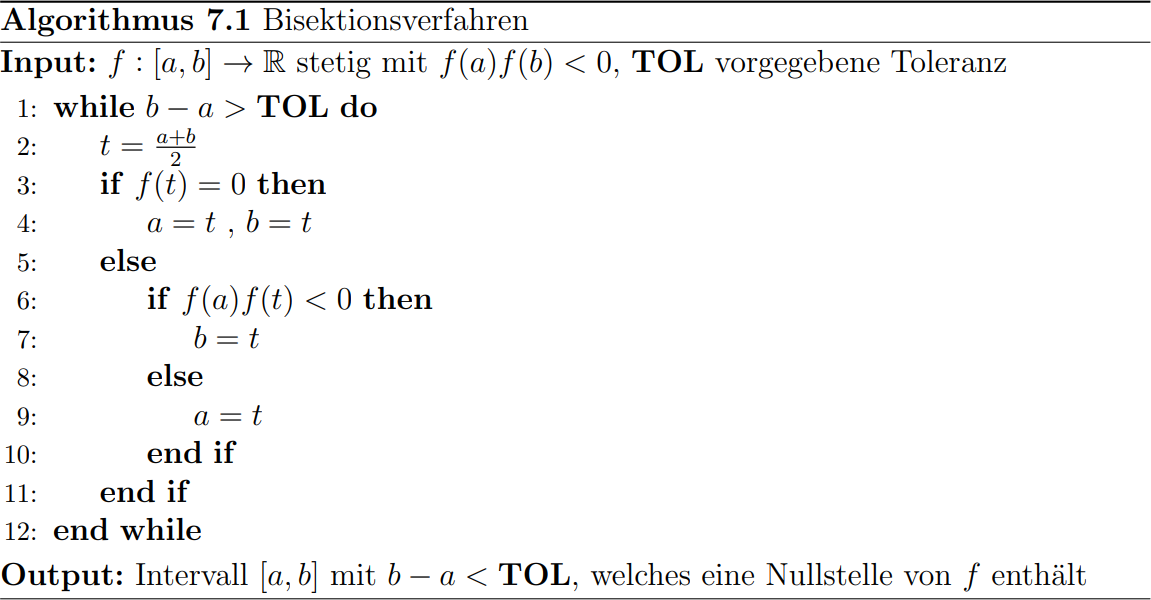 Algorithmus 7.1 Bisektionsverfahren
Input: f : [a, b] → ℝ stetig mit f(a)f(b) < 0, TOL vorgegebene Toleranz
1: while b − a > TOL do
2: t = \frac{a+b}{2}
3: if f(t) = 0 then
4: a = t , b = t
5: else
6: if f(a)f(t) < 0 then
7: b = t
8: else
9: a = t
10: end if
11: end if
12: end while
Output: Intervall [a, b] mit b − a < TOL, welches eine Nullstelle von f enthält